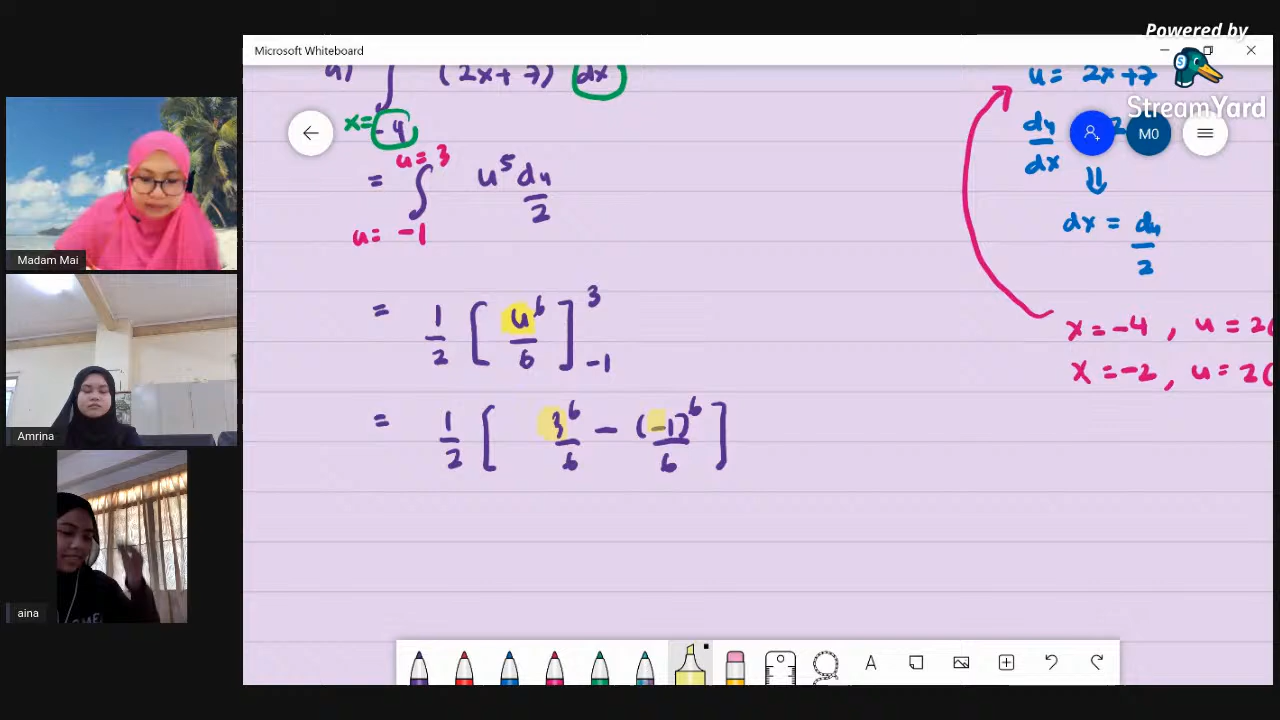 Powered by
StreamYard
Microsoft Whiteboard
a) ∫ (2x+7) dx
x= -4
= ∫ u⁵ du/2
u= 3
u= -1
= 1/2 [ u⁶/6 ] 3 -1
= 1/2 [ 3⁶/6 - (-1)⁶/6 ]
u= 2x+7
du/dx 2
⇓
dx = du/2
x=-4, u=2(
x=-2, u=2(
MO
Madam Mai
Amrina
aina
A